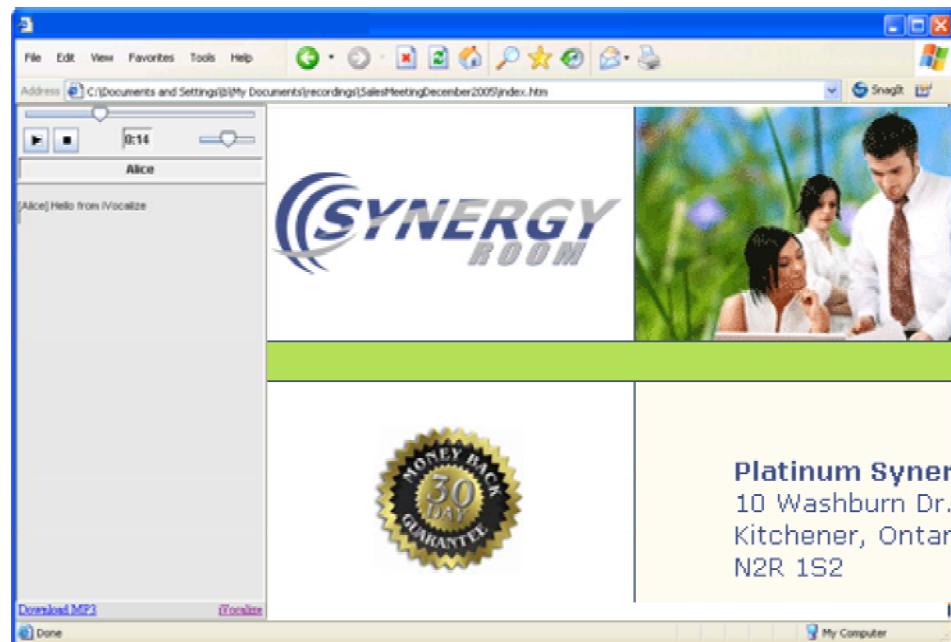 File Edit View Favorites Tools Help
Address C:\Documents and Settings\b\My Documents\recordings\SalesMeetingDecember2005\index.htm SnagIt
0:14
Alice
[Alice] Hello from iVocalize
SYNERGY
ROOM
MONEY BACK
30
DAY
GUARANTEE
Platinum Syner
10 Washburn Dr.
Kitchener, Ontar
N2R 1S2
Download MP3 iVocalize
Done My Computer